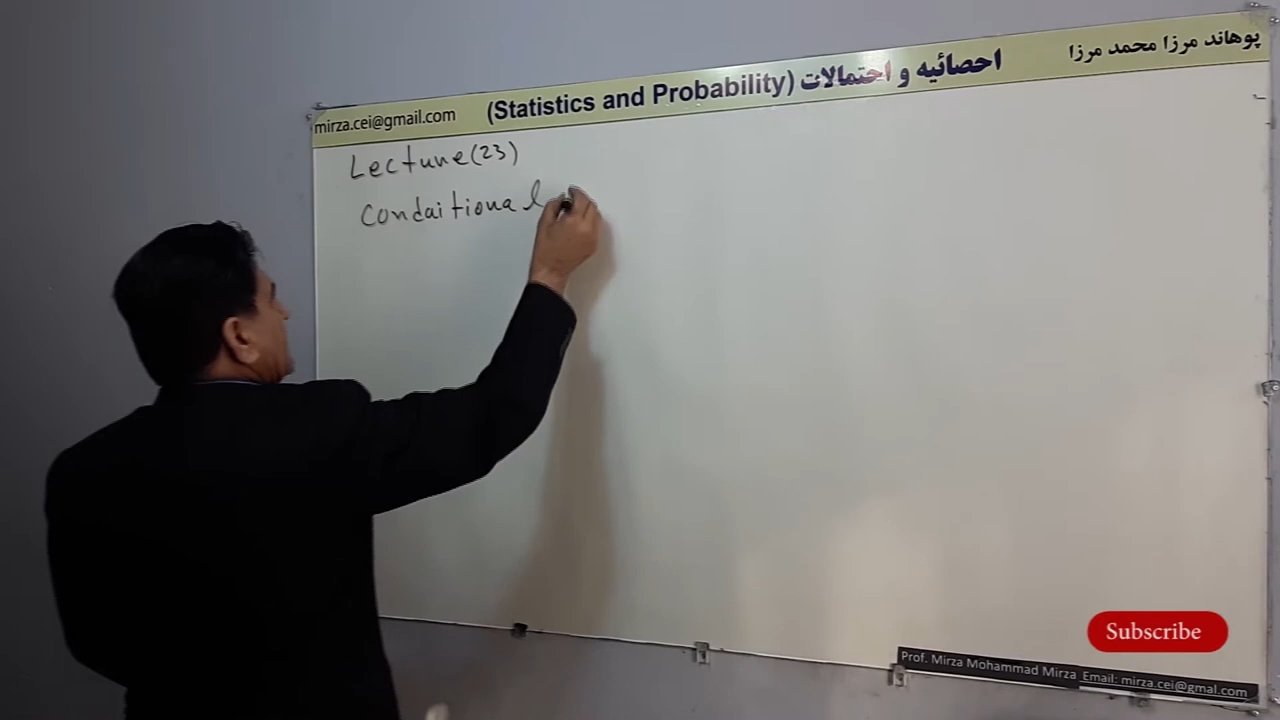 mirza.cei@gmail.com (Statistics and Probability) احصائیه و احتمالات پوهاند مرزا محمد مرزا
Lecture(23)
Condaitional
Subscribe
Prof. Mirza Mohammad Mirza Email: mirza.cei@gmal.com